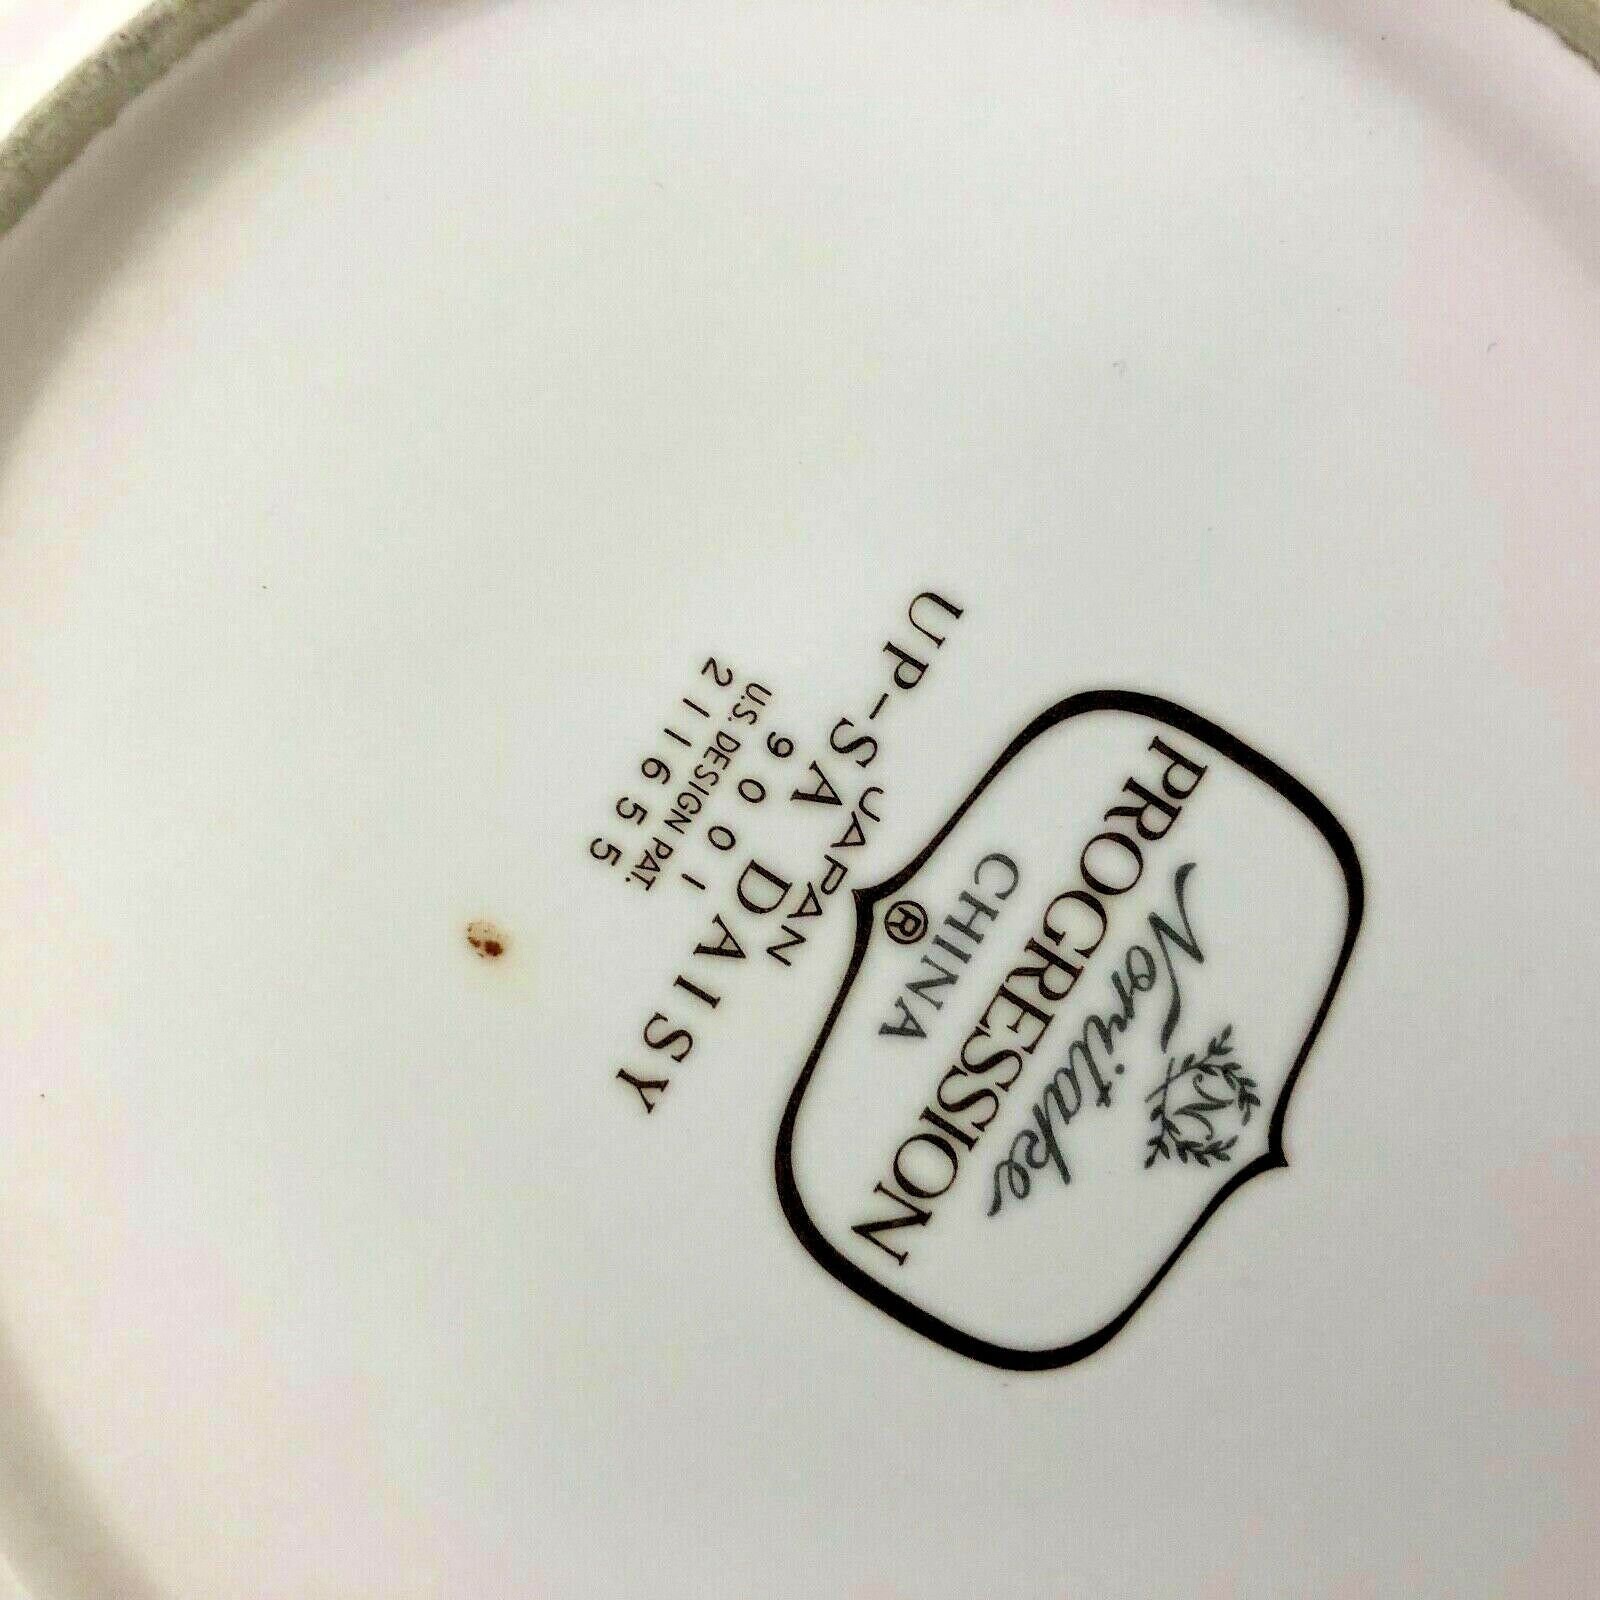 N
Noritake
PROGRESSION
CHINA
®
JAPAN
UP-SA DAISY
9001
U.S. DESIGN PAT.
211655